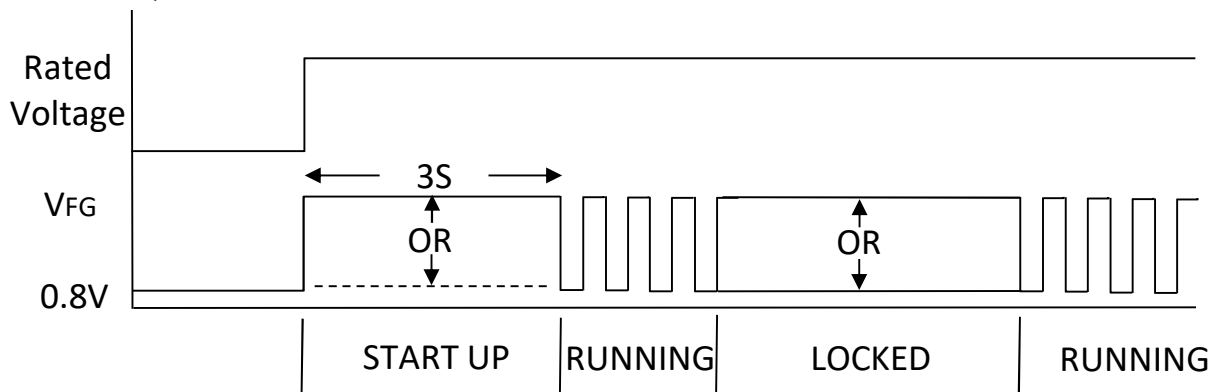 Rated
Voltage
3S
VFG
OR
OR
0.8V
START UP
RUNNING
LOCKED
RUNNING